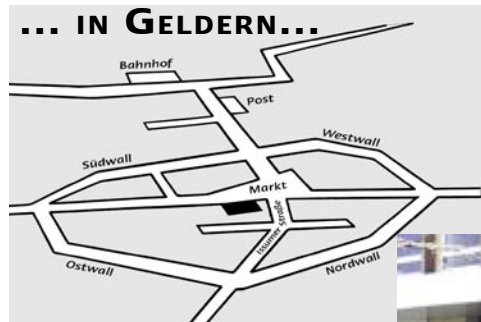 ... IN GELDERN...
Bahnhof
Post
Westwall
Südwall
Markt
Issumer Straße
Ostwall
Nordwall